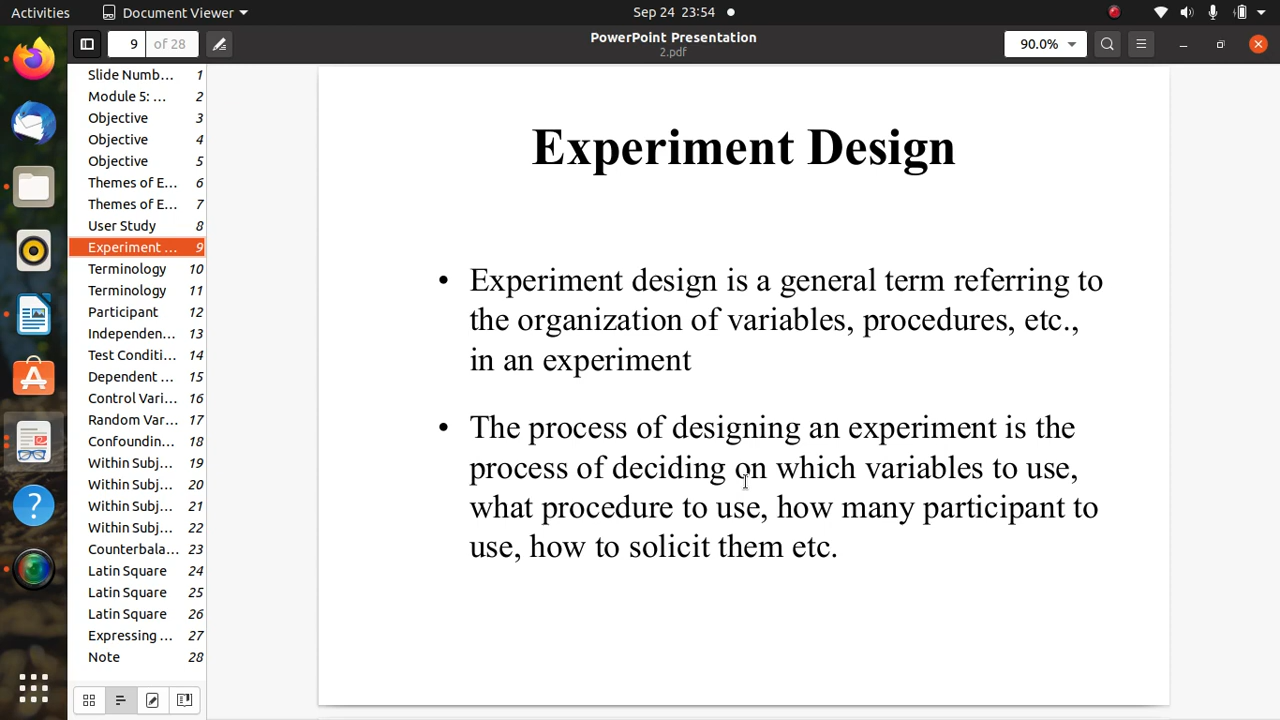 Activities
Document Viewer
Sep 24 23:54
9 of 28
PowerPoint Presentation
2.pdf
90.0%
Slide Numb... 1
Module 5: ... 2
Objective 3
Objective 4
Objective 5
Themes of E... 6
Themes of E... 7
User Study 8
Experiment ... 9
Terminology 10
Terminology 11
Participant 12
Independen... 13
Test Conditi... 14
Dependent ... 15
Control Vari... 16
Random Var... 17
Confoundin... 18
Within Subj... 19
Within Subj... 20
Within Subj... 21
Within Subj... 22
Counterbala... 23
Latin Square 24
Latin Square 25
Latin Square 26
Expressing ... 27
Note 28
Experiment Design
• Experiment design is a general term referring to
the organization of variables, procedures, etc.,
in an experiment
• The process of designing an experiment is the
process of deciding on which variables to use,
what procedure to use, how many participant to
use, how to solicit them etc.